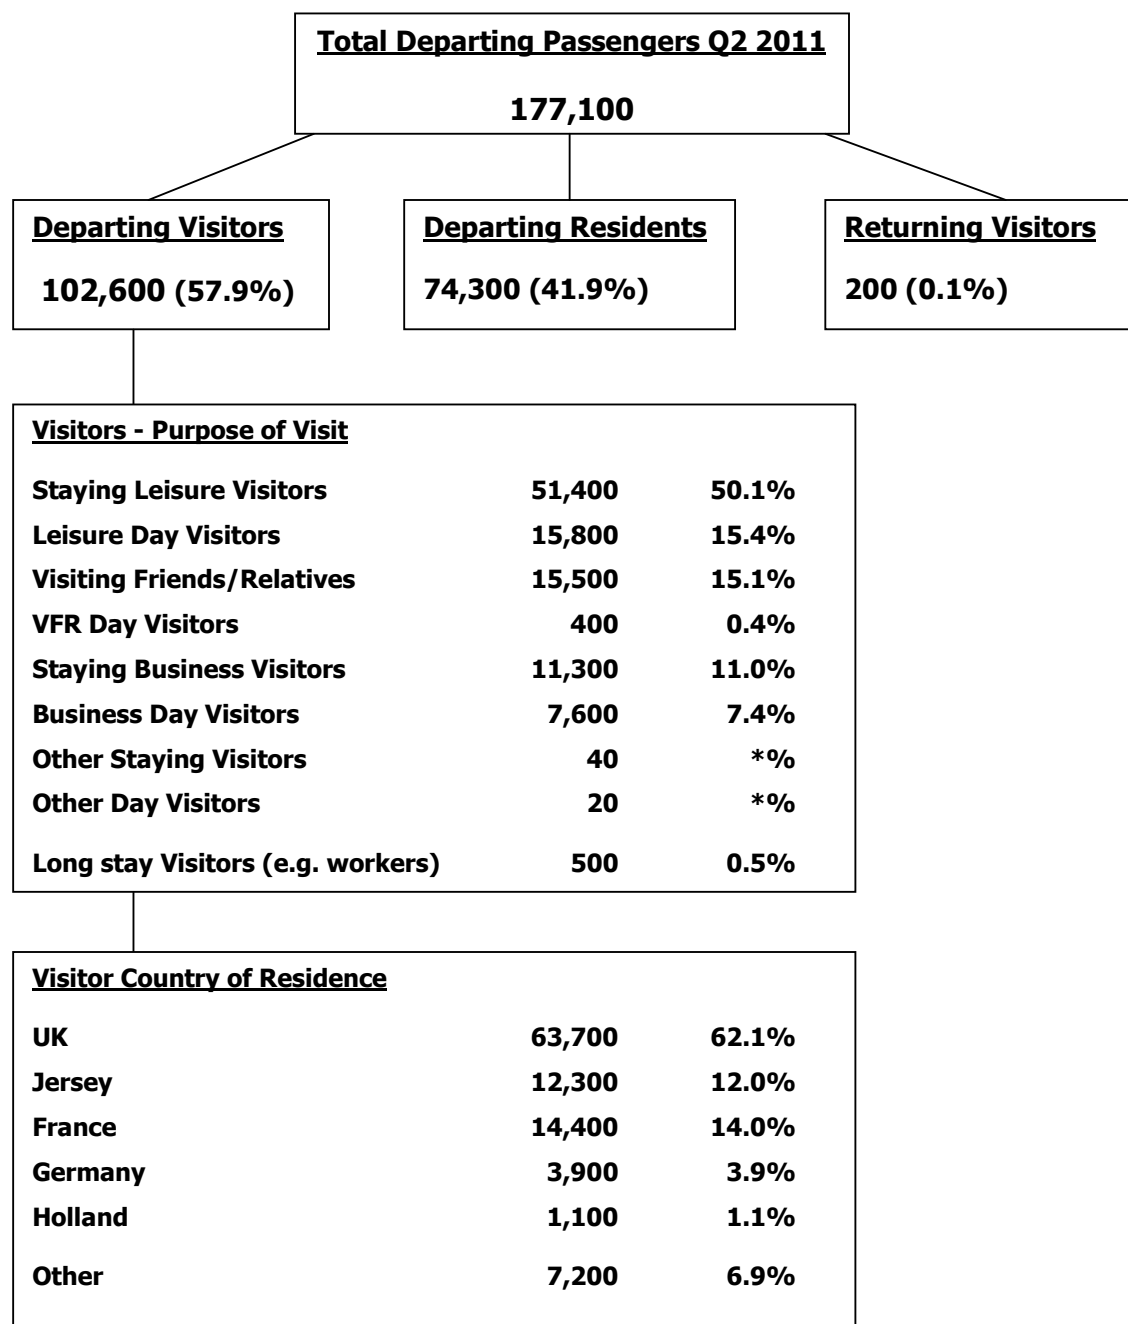 Total Departing Passengers Q2 2011
177,100
Departing Visitors
102,600 (57.9%)
Departing Residents
74,300 (41.9%)
Returning Visitors
200 (0.1%)
Visitors - Purpose of Visit
Staying Leisure Visitors 51,400 50.1%
Leisure Day Visitors 15,800 15.4%
Visiting Friends/Relatives 15,500 15.1%
VFR Day Visitors 400 0.4%
Staying Business Visitors 11,300 11.0%
Business Day Visitors 7,600 7.4%
Other Staying Visitors 40 *%
Other Day Visitors 20 *%
Long stay Visitors (e.g. workers) 500 0.5%
Visitor Country of Residence
UK 63,700 62.1%
Jersey 12,300 12.0%
France 14,400 14.0%
Germany 3,900 3.9%
Holland 1,100 1.1%
Other 7,200 6.9%